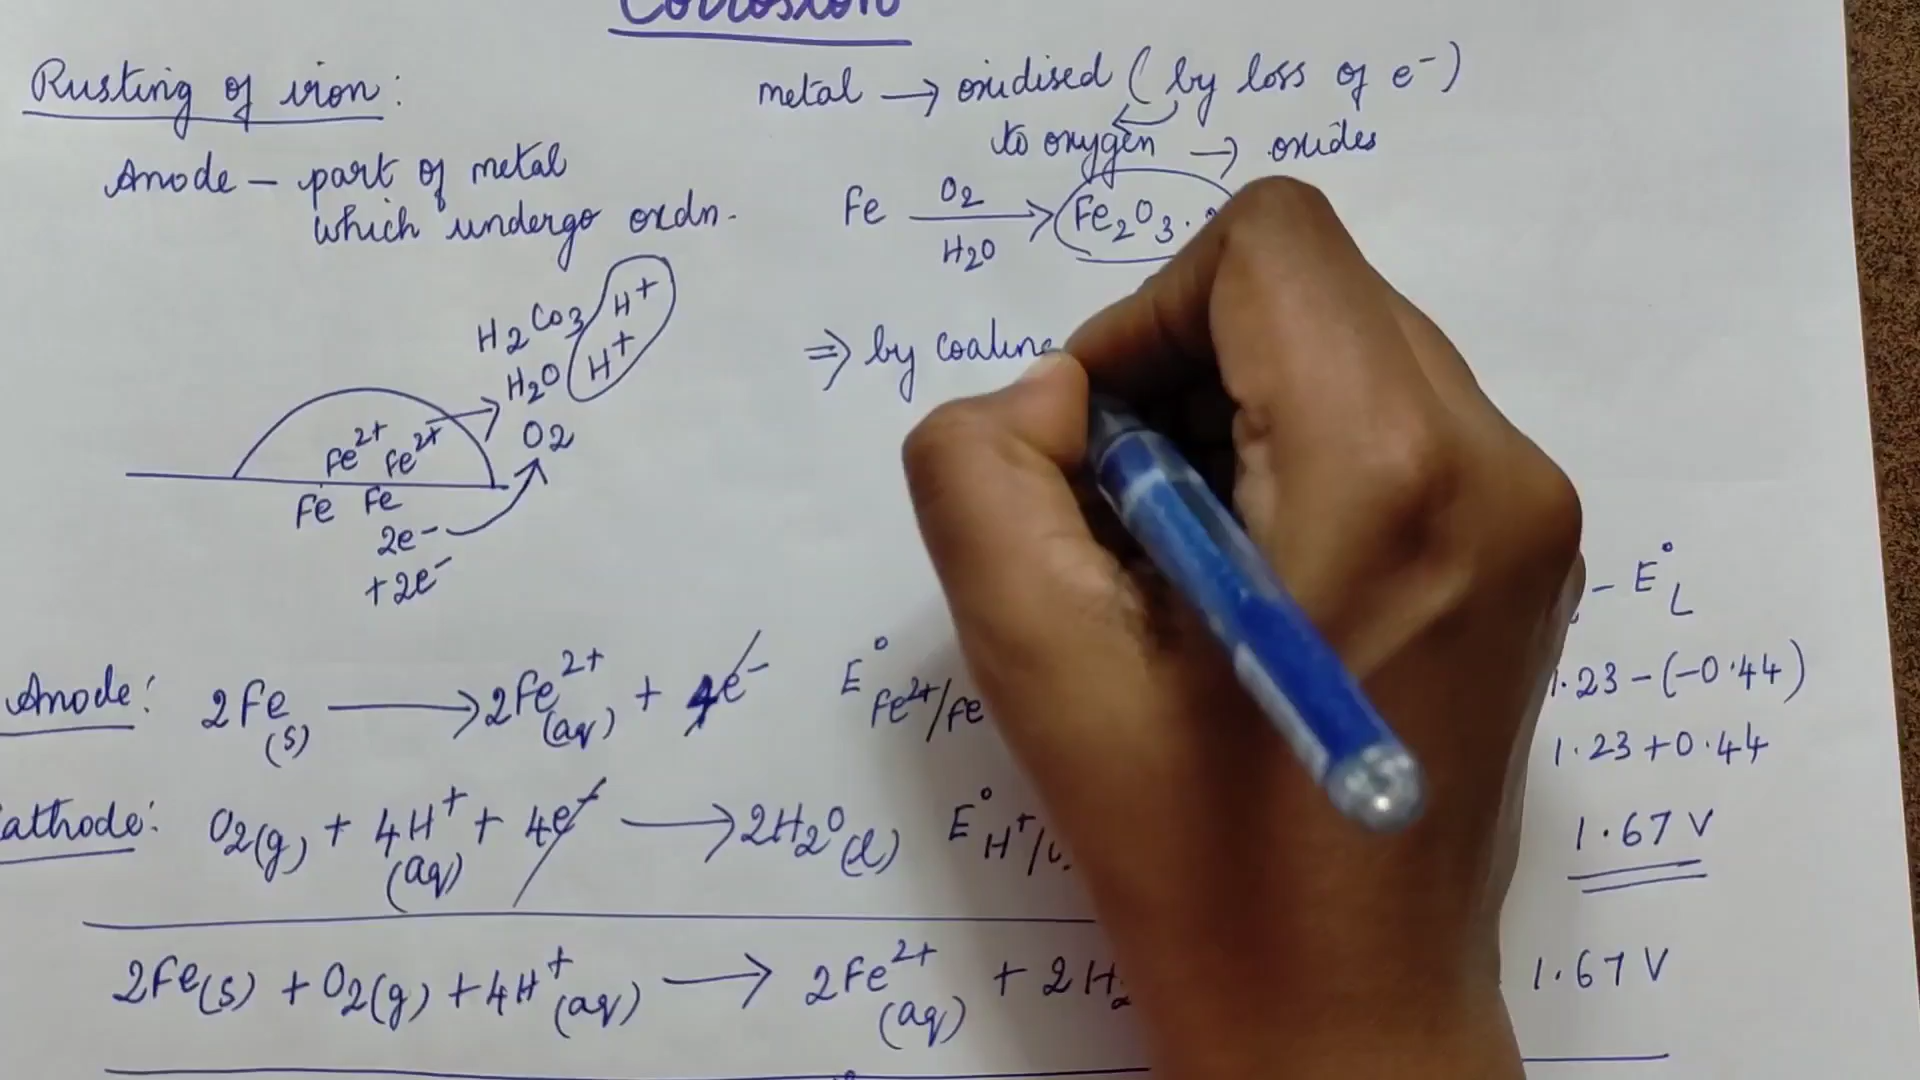 Corrosion
Rusting of iron:
metal → oxidised (by loss of e⁻)
to oxygen → oxides
Anode - part of metal
which undergo oxdn.
Fe O2 H2O → Fe2O3.
H2CO3 H+
H2O H+
O2
⇒ by coating
Fe²⁺ Fe²⁺
Fe Fe
2e-
+2e-
- E°L
Anode: 2Fe(s) → 2Fe²⁺(aq) + 4e⁻ E°Fe²⁺/Fe
1.23-(-0.44)
1.23+0.44
Cathode: O2(g) + 4H⁺(aq) + 4e⁻ → 2H2O(l) E°H⁺/
1.67 V
2Fe(s) + O2(g) + 4H⁺(aq) → 2Fe²⁺(aq) + 2H2 1.67 V